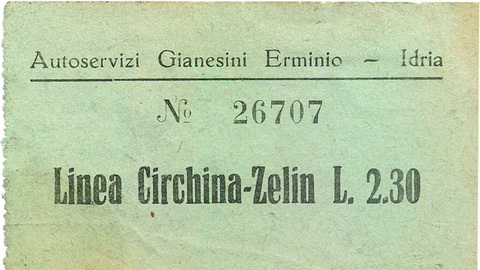 Autoservizi Gianesini Erminio – Idria
№ 26707
Linea Circhina-Zelin L. 2.30